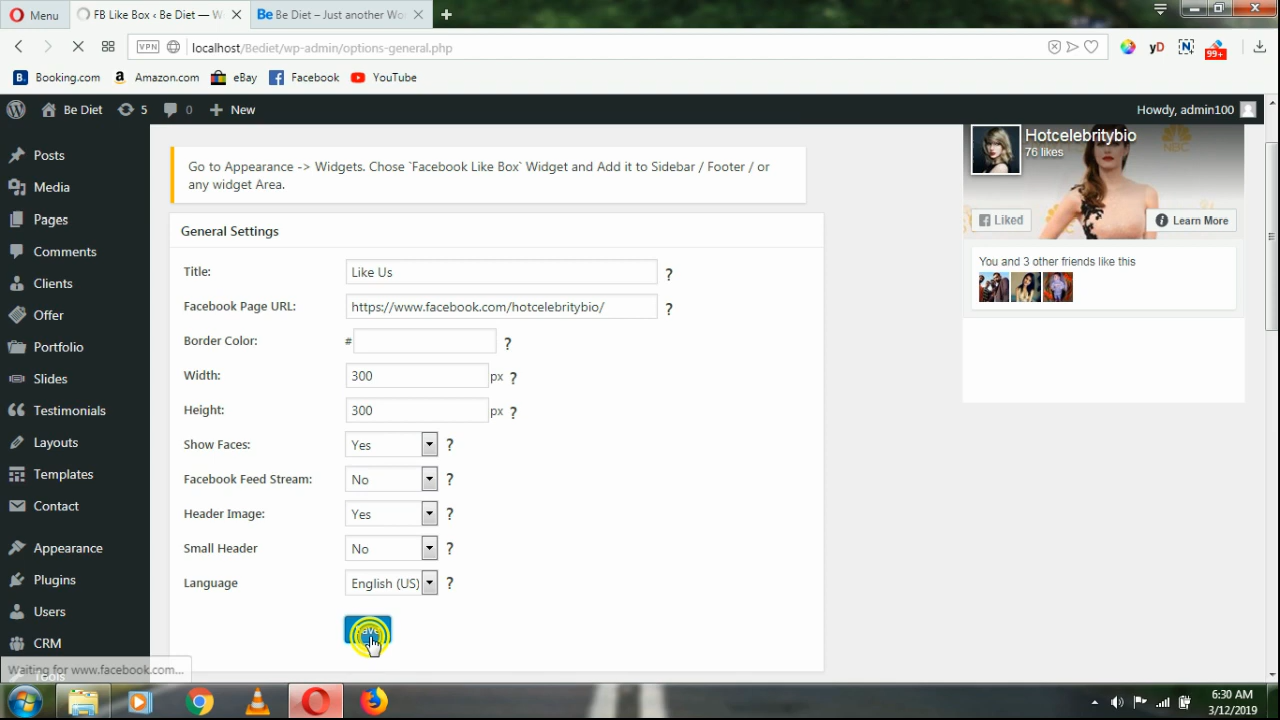 Menu
FB Like Box ‹ Be Diet — W
Be Be Diet – Just another Wo
VPN
localhost/Bediet/wp-admin/options-general.php
yD
N
99+
B. Booking.com
a Amazon.com
eBay
Facebook
YouTube
Be Diet
5
0
New
Howdy, admin100
Posts
Media
Pages
Comments
Clients
Offer
Portfolio
Slides
Testimonials
Layouts
Templates
Contact
Appearance
Plugins
Users
CRM
Go to Appearance -> Widgets. Chose `Facebook Like Box` Widget and Add it to Sidebar / Footer / or
any widget Area.
General Settings
Title: Like Us ?
Facebook Page URL: https://www.facebook.com/hotcelebritybio/ ?
Border Color: # ?
Width: 300 px ?
Height: 300 px ?
Show Faces: Yes ?
Facebook Feed Stream: No ?
Header Image: Yes ?
Small Header No ?
Language English (US) ?
Hotcelebritybio
76 likes
NBC
Liked
Learn More
You and 3 other friends like this
Waiting for www.facebook.com...
6:30 AM
3/12/2019